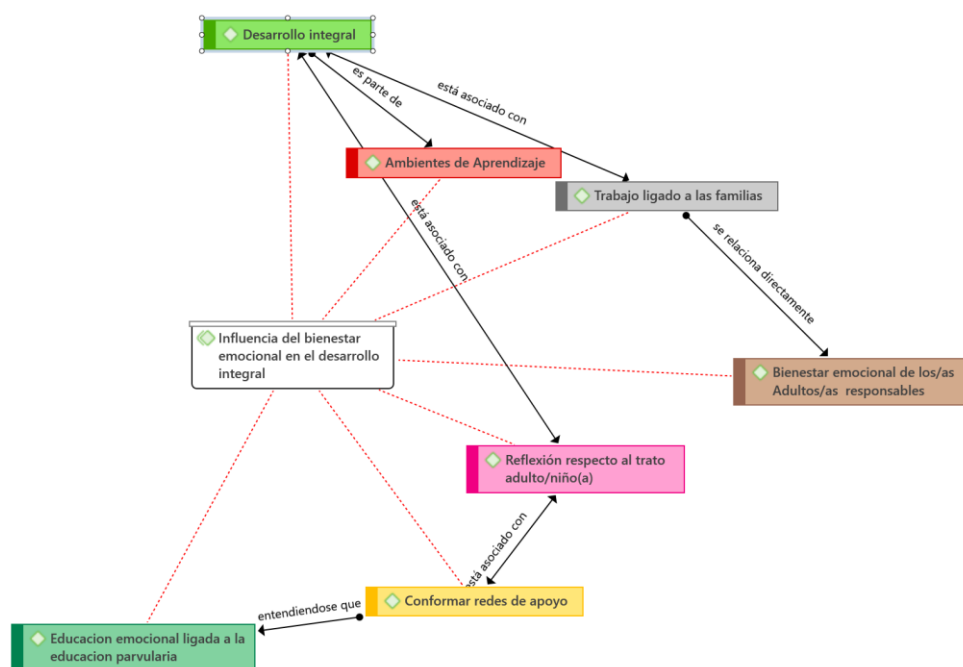 Desarrollo integral
es parte de
está asociado con
Ambientes de Aprendizaje
Trabajo ligado a las familias
está asociado con
se relaciona directamente
Influencia del bienestar
emocional en el desarrollo
integral
Bienestar emocional de los/as
Adultos/as responsables
Reflexión respecto al trato
adulto/niño(a)
está asociado con
Conformar redes de apoyo
entendiendose que
Educacion emocional ligada a la
educacion parvularia